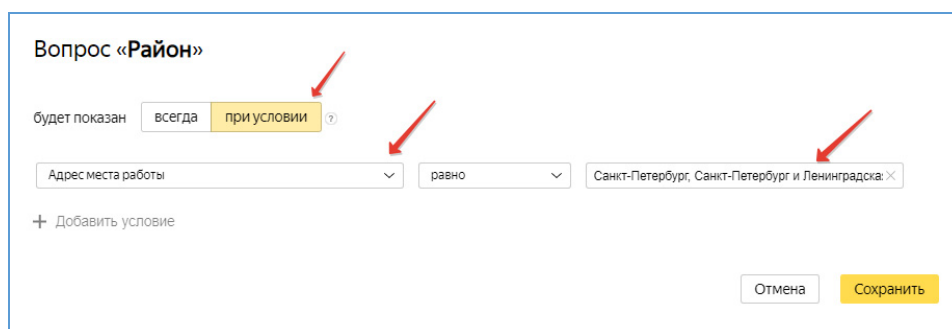 Вопрос «Район»
будет показан всегда при условии ?
Адрес места работы равно Санкт-Петербург, Санкт-Петербург и Ленинградска
+ Добавить условие
Отмена Сохранить